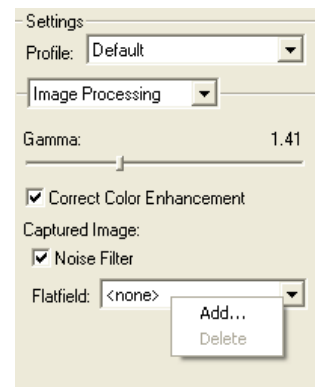 Settings
Profile: Default
Image Processing
Gamma: 1.41
Correct Color Enhancement
Captured Image:
Noise Filter
Flatfield: <none>
Add...
Delete